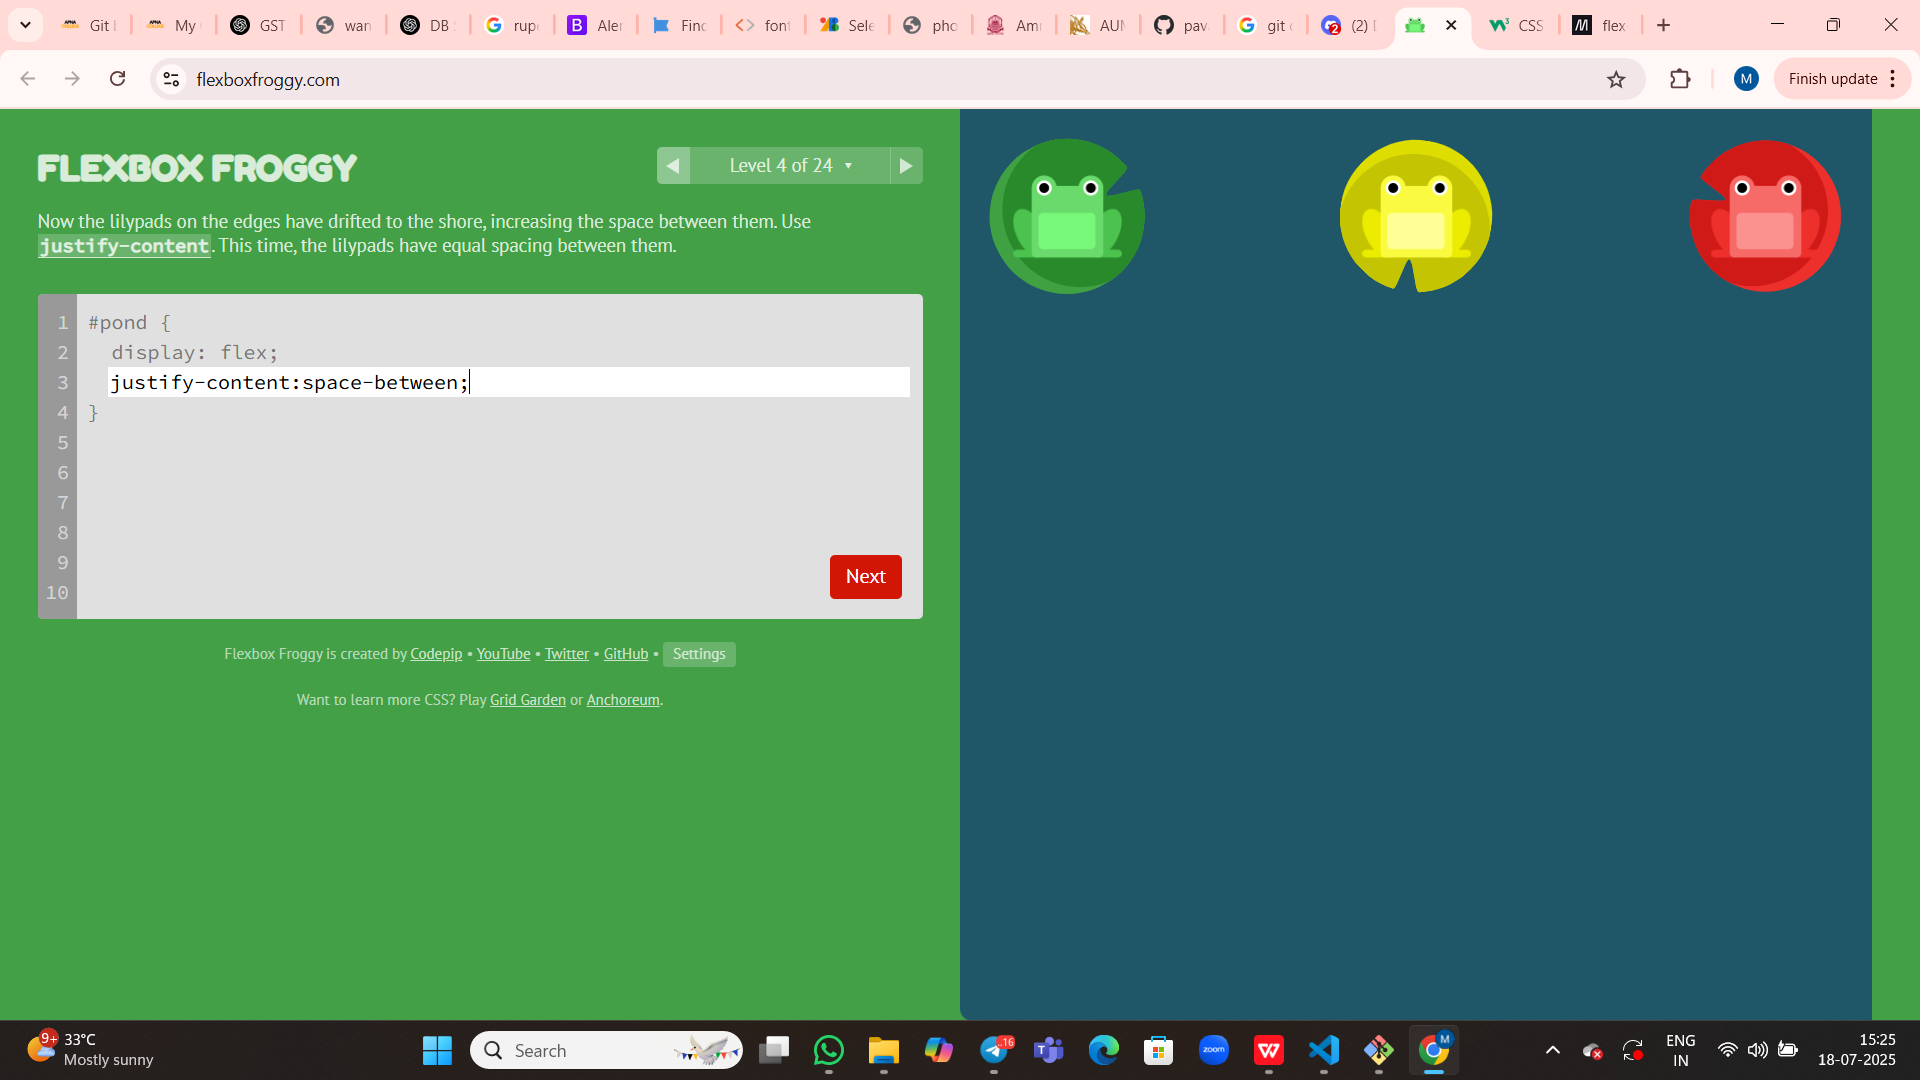 Git b
My
GST
wan
DB S
rupe
Aler
Finc
font
Sele
pho
Am
AUM
pav
git c
(2) D
CSS
flex
flexboxfroggy.com
M
Finish update
FLEXBOX FROGGY
Level 4 of 24
Now the lilypads on the edges have drifted to the shore, increasing the space between them. Use
justify-content. This time, the lilypads have equal spacing between them.
1 #pond {
2 display: flex;
3 justify-content:space-between;
4 }
5
6
7
8
9
10
Next
Flexbox Froggy is created by Codepip • YouTube • Twitter • GitHub • Settings
Want to learn more CSS? Play Grid Garden or Anchoreum.
9+
33°C
Mostly sunny
Search
..16
zoom
M
ENG
IN
15:25
18-07-2025